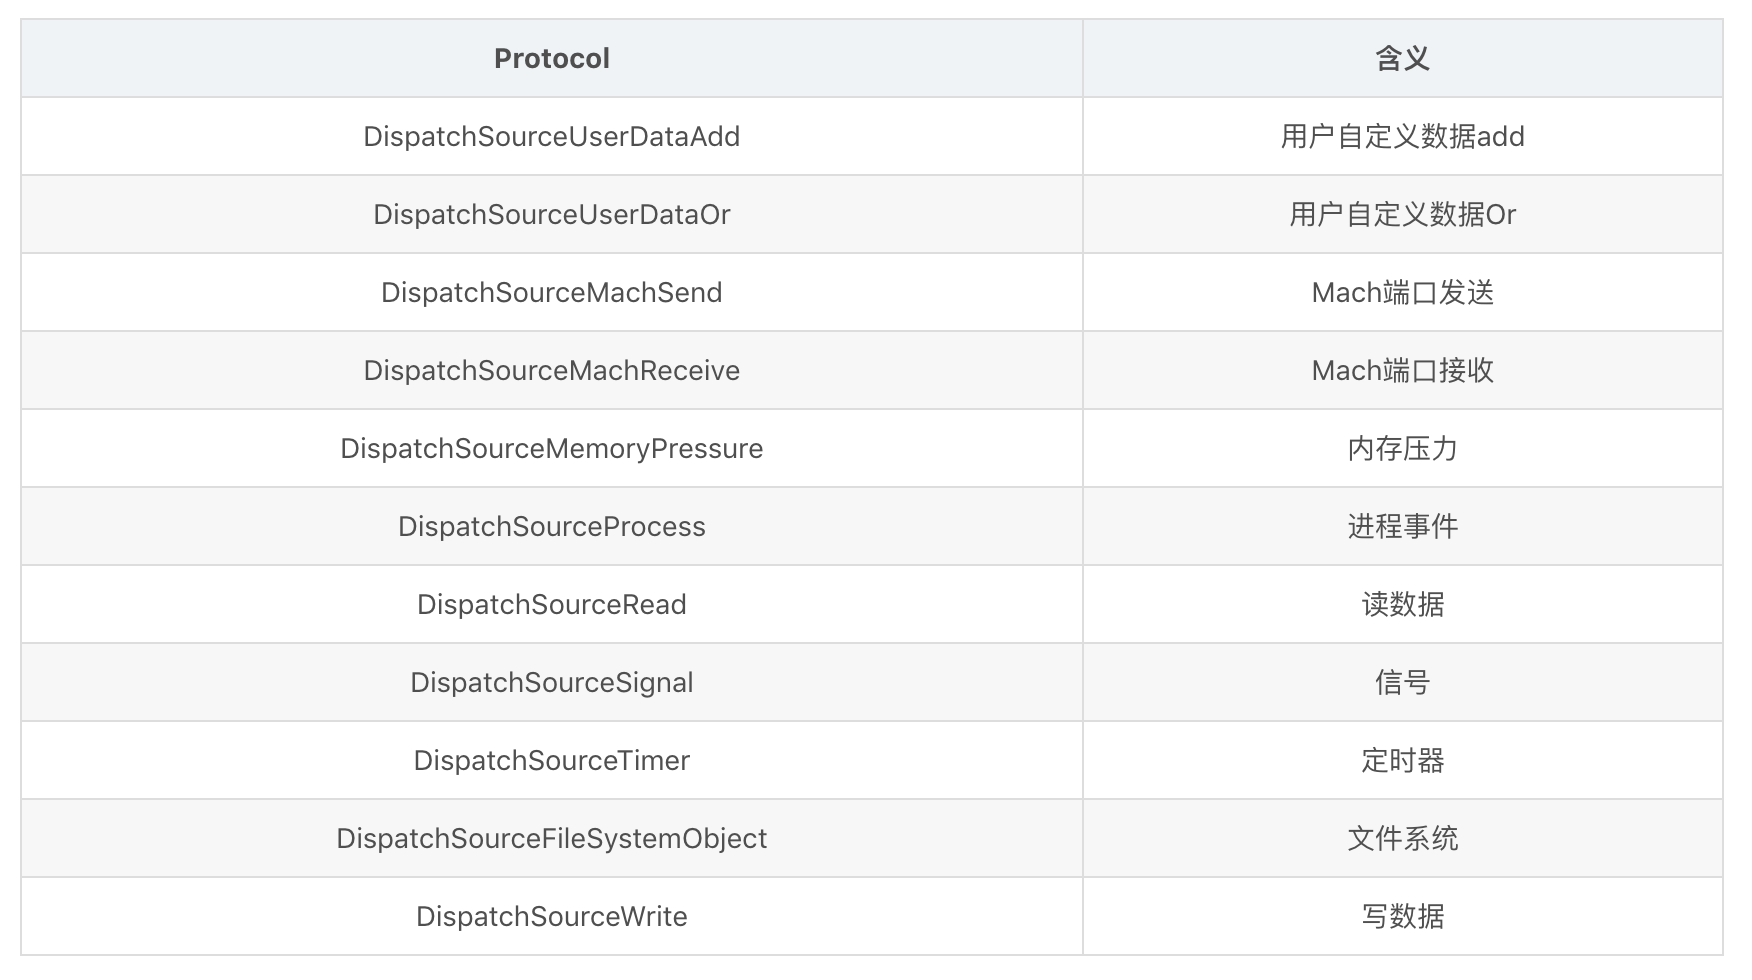 Protocol 含义
DispatchSourceUserDataAdd 用户自定义数据add
DispatchSourceUserDataOr 用户自定义数据Or
DispatchSourceMachSend Mach端口发送
DispatchSourceMachReceive Mach端口接收
DispatchSourceMemoryPressure 内存压力
DispatchSourceProcess 进程事件
DispatchSourceRead 读数据
DispatchSourceSignal 信号
DispatchSourceTimer 定时器
DispatchSourceFileSystemObject 文件系统
DispatchSourceWrite 写数据